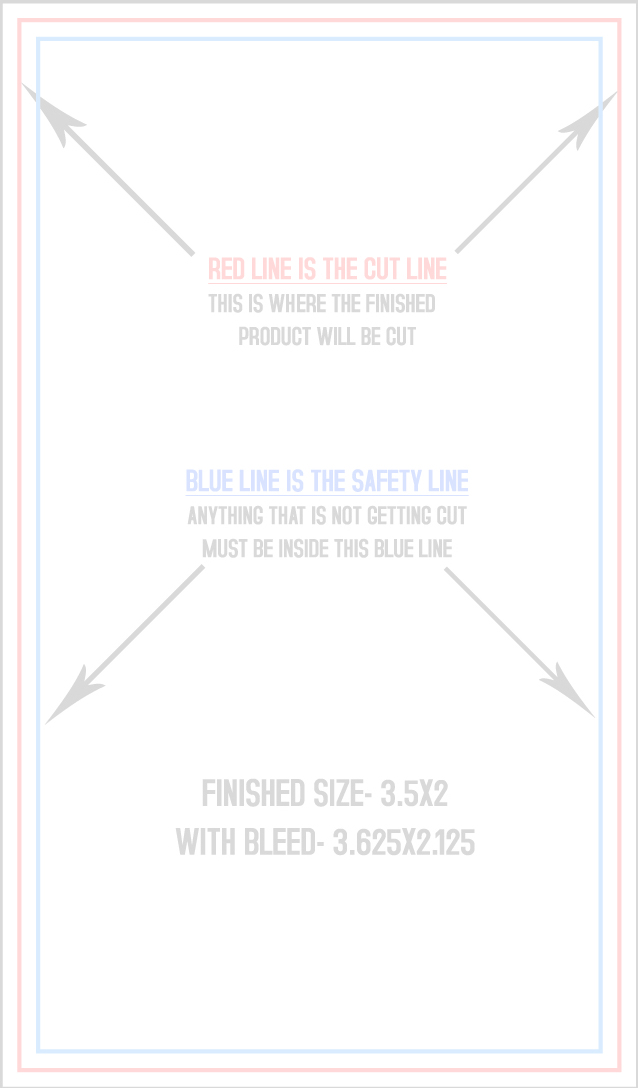 RED LINE IS THE CUT LINE
THIS IS WHERE THE FINISHED
PRODUCT WILL BE CUT
BLUE LINE IS THE SAFETY LINE
ANYTHING THAT IS NOT GETTING CUT
MUST BE INSIDE THIS BLUE LINE
FINISHED SIZE- 3.5X2
WITH BLEED- 3.625X2.125